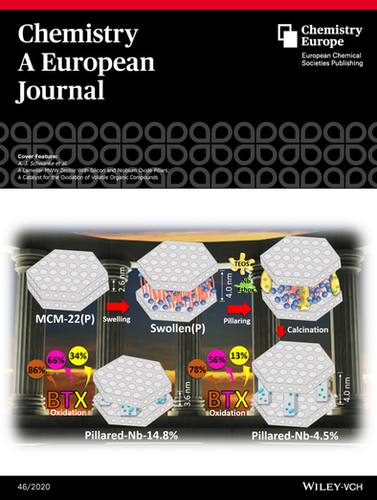 Chemistry
A European
Journal
Chemistry
Europe
European Chemical
Societies Publishing
Cover Feature:
A. J. Schwanke et al.
A Lamellar MWW Zeolite With Silicon and Niobium Oxide Pillars:
A Catalyst for the Oxidation of Volatile Organic Compounds
2.6 nm
MCM-22(P)
Swelling
4.0 nm
Swollen(P)
TEOS
Pillaring
Calcination
86%
66%
34%
BTX
Oxidation
3.6 nm
Pillared-Nb-14.8%
78%
56%
13%
BTX
Oxidation
4.0 nm
Pillared-Nb-4.5%
46/2020
WILEY-VCH